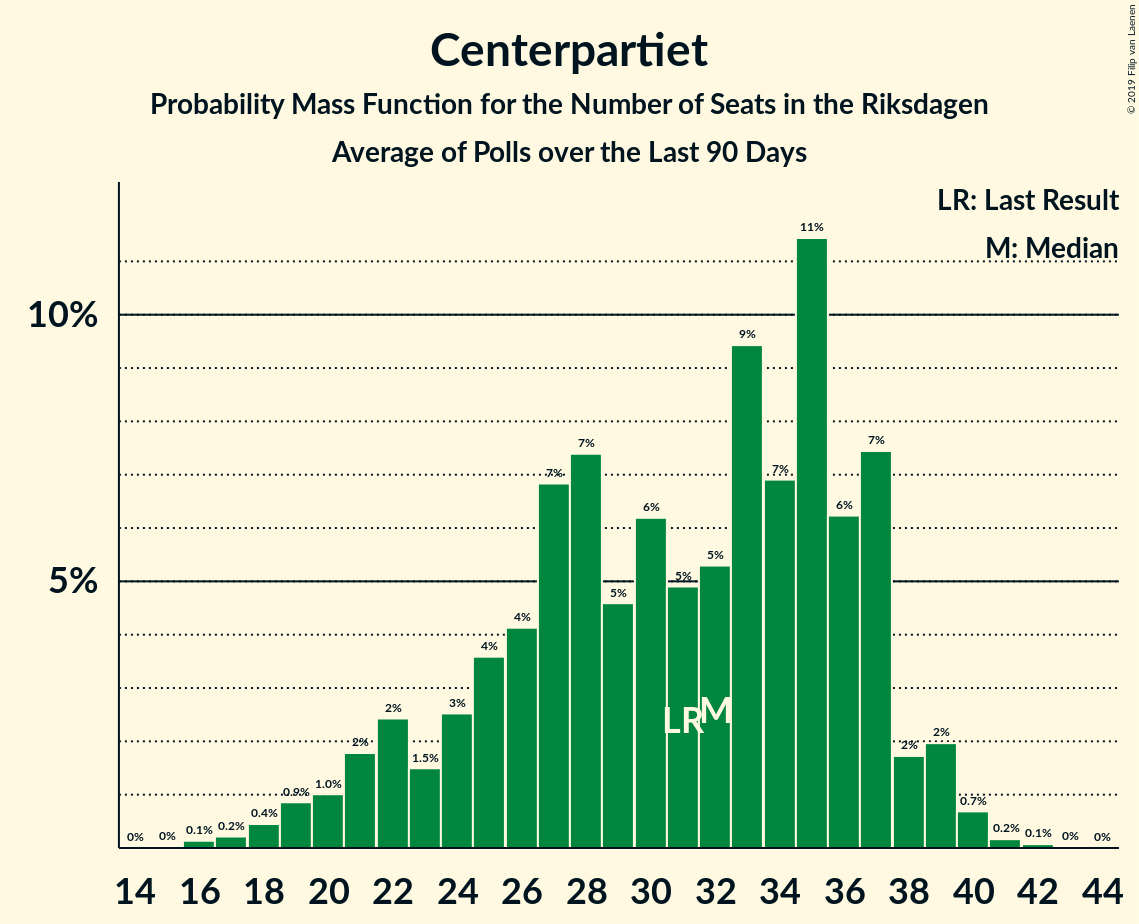 Centerpartiet
Probability Mass Function for the Number of Seats in the Riksdagen
Average of Polls over the Last 90 Days
© 2019 Filip van Laenen
LR: Last Result
M: Median
10%
5%
0% 0% 0.1% 0.2% 0.4% 0.9% 1.0% 2% 2% 1.5% 3% 4% 4% 7% 7% 5% 6% 5% 5% 9% 7% 11% 6% 7% 2% 2% 0.7% 0.2% 0.1% 0% 0%
LR M
14 16 18 20 22 24 26 28 30 32 34 36 38 40 42 44